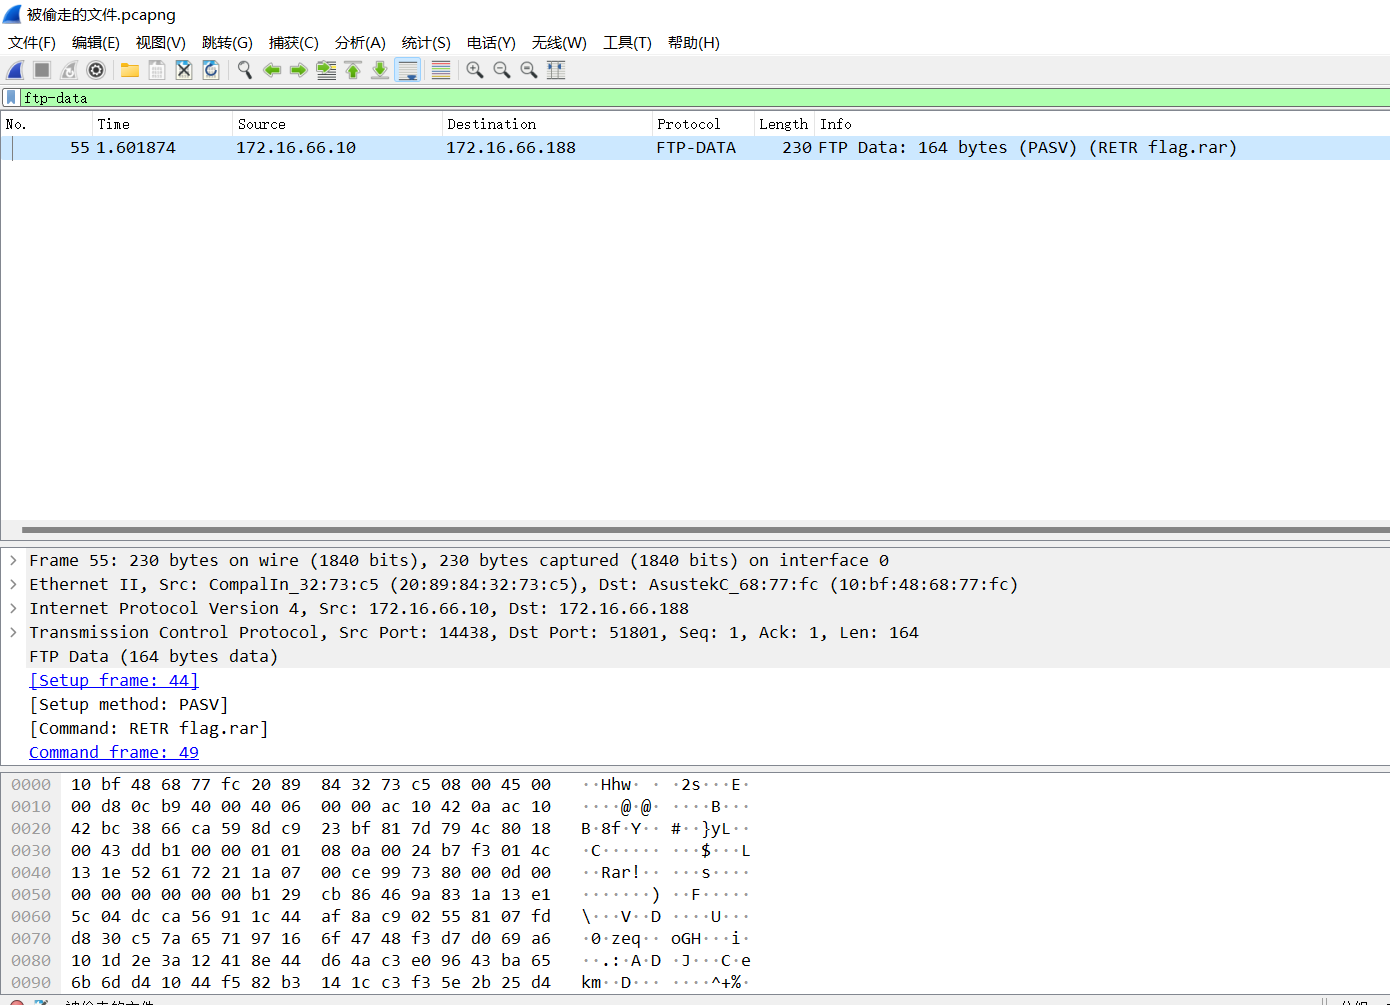 被偷走的文件.pcapng
文件(F) 编辑(E) 视图(V) 跳转(G) 捕获(C) 分析(A) 统计(S) 电话(Y) 无线(W) 工具(T) 帮助(H)
ftp-data
No. Time Source Destination Protocol Length Info
55 1.601874 172.16.66.10 172.16.66.188 FTP-DATA 230 FTP Data: 164 bytes (PASV) (RETR flag.rar)
Frame 55: 230 bytes on wire (1840 bits), 230 bytes captured (1840 bits) on interface 0
Ethernet II, Src: CompalIn_32:73:c5 (20:89:84:32:73:c5), Dst: AsustekC_68:77:fc (10:bf:48:68:77:fc)
Internet Protocol Version 4, Src: 172.16.66.10, Dst: 172.16.66.188
Transmission Control Protocol, Src Port: 14438, Dst Port: 51801, Seq: 1, Ack: 1, Len: 164
FTP Data (164 bytes data)
[Setup frame: 44]
[Setup method: PASV]
[Command: RETR flag.rar]
Command frame: 49
0000 10 bf 48 68 77 fc 20 89 84 32 73 c5 08 00 45 00 ··Hhw· · ·2s···E·
0010 00 d8 0c b9 40 00 40 06 00 00 ac 10 42 0a ac 10 ····@·@· ····B···
0020 42 bc 38 66 ca 59 8d c9 23 bf 81 7d 79 4c 80 18 B·8f·Y·· #··}yL··
0030 00 43 dd b1 00 00 01 01 08 0a 00 24 b7 f3 01 4c ·C······ ···$···L
0040 13 1e 52 61 72 21 1a 07 00 ce 99 73 80 00 0d 00 ··Rar!·· ···s····
0050 00 00 00 00 00 00 b1 29 cb 86 46 9a 83 1a 13 e1 ·······) ··F·····
0060 5c 04 dc ca 56 91 1c 44 af 8a c9 02 55 81 07 fd \···V··D ····U···
0070 d8 30 c5 7a 65 71 97 16 6f 47 48 f3 d7 d0 69 a6 ·0·zeq·· oGH···i·
0080 10 1d 2e 3a 12 41 8e 44 d6 4a c3 e0 96 43 ba 65 ··.:·A·D ·J···C·e
0090 6b 6d d4 10 44 f5 82 b3 14 1c c3 f3 5e 2b 25 d4 km··D··· ····^+%·